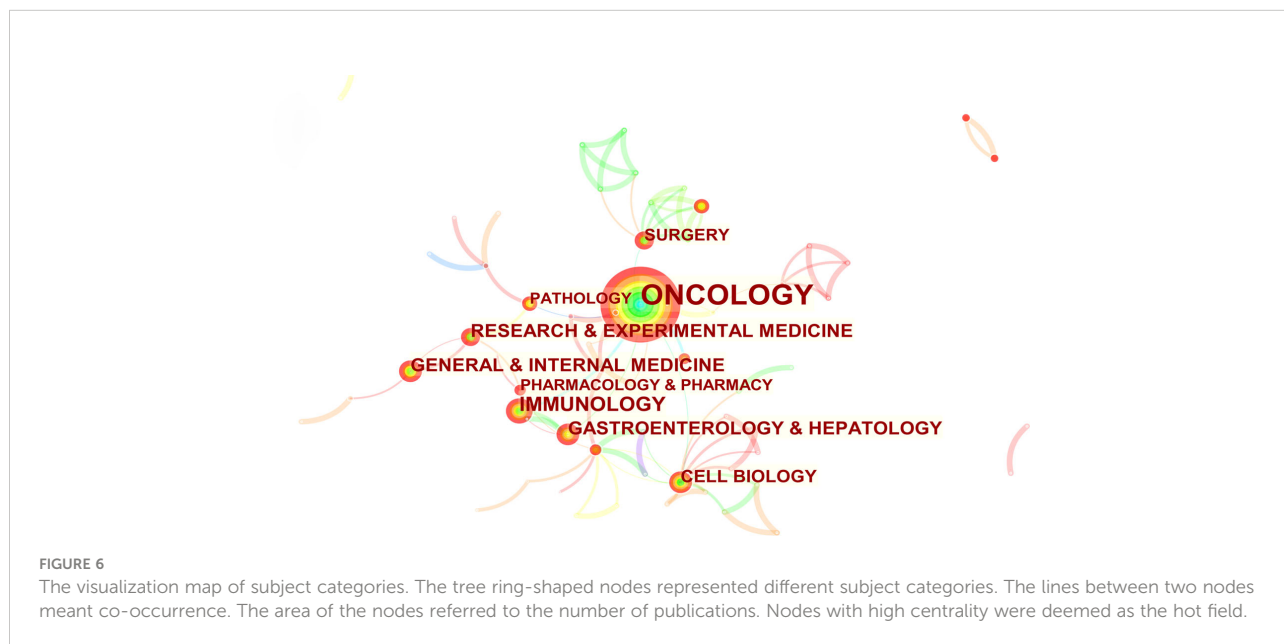 SURGERY
PATHOLOGY
ONCOLOGY
RESEARCH & EXPERIMENTAL MEDICINE
GENERAL & INTERNAL MEDICINE
PHARMACOLOGY & PHARMACY
IMMUNOLOGY
GASTROENTEROLOGY & HEPATOLOGY
CELL BIOLOGY
FIGURE 6
The visualization map of subject categories. The tree ring-shaped nodes represented different subject categories. The lines between two nodes
meant co-occurrence. The area of the nodes referred to the number of publications. Nodes with high centrality were deemed as the hot field.